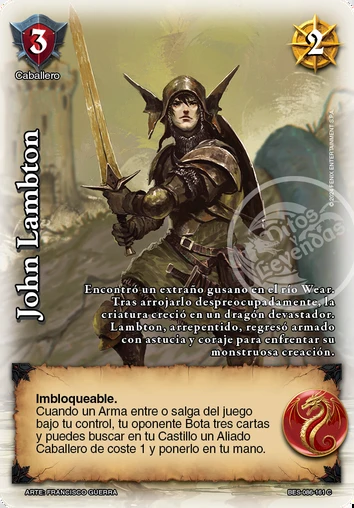 3
2
Caballero
John Lambton
Mitos y Leyendas
Encontró un extraño gusano en el río Wear.
Tras arrojarlo despreocupadamente, la
criatura creció en un dragón devastador.
Lambton, arrepentido, regresó armado
con astucia y coraje para enfrentar su
monstruosa creación.
Imbloqueable.
Cuando un Arma entre o salga del juego
bajo tu control, tu oponente Bota tres cartas
y puedes buscar en tu Castillo un Aliado
Caballero de coste 1 y ponerlo en tu mano.
ARTE: FRANCISCO GUERRA
BES-086-161 C